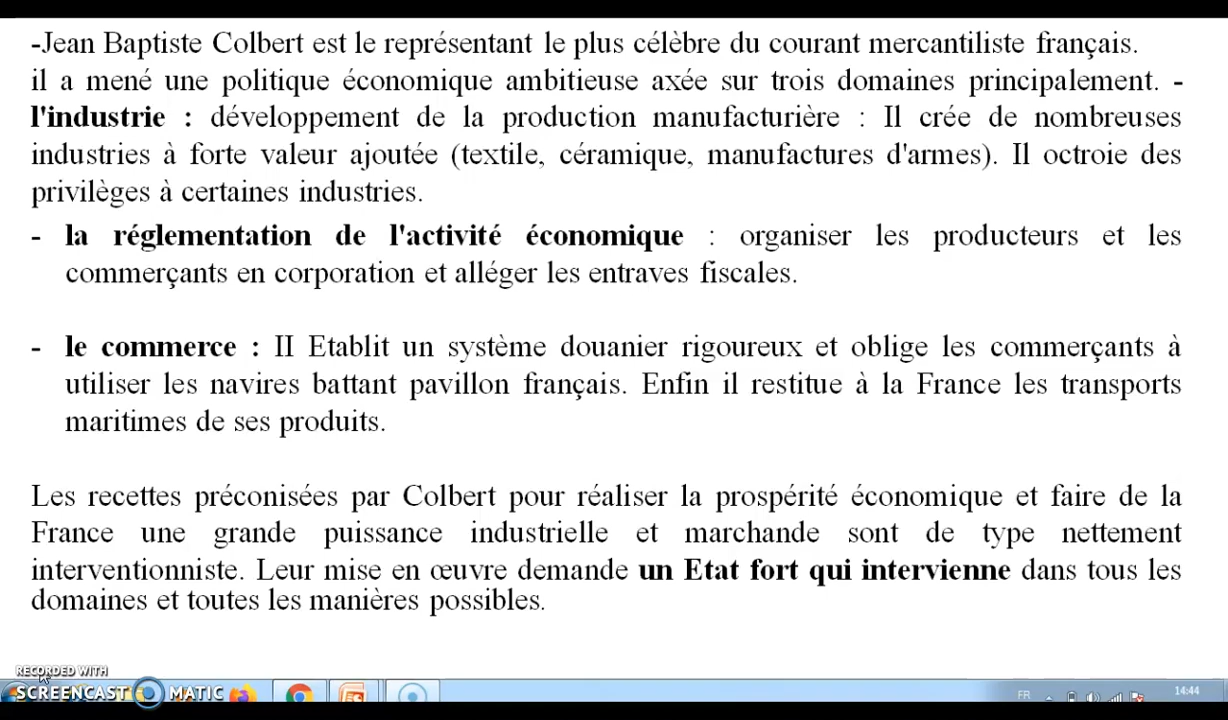 -Jean Baptiste Colbert est le représentant le plus célèbre du courant mercantiliste français.
il a mené une politique économique ambitieuse axée sur trois domaines principalement. -
l'industrie : développement de la production manufacturière : Il crée de nombreuses
industries à forte valeur ajoutée (textile, céramique, manufactures d'armes). Il octroie des
privilèges à certaines industries.
- la réglementation de l'activité économique : organiser les producteurs et les
commerçants en corporation et alléger les entraves fiscales.
- le commerce : II Etablit un système douanier rigoureux et oblige les commerçants à
utiliser les navires battant pavillon français. Enfin il restitue à la France les transports
maritimes de ses produits.
Les recettes préconisées par Colbert pour réaliser la prospérité économique et faire de la
France une grande puissance industrielle et marchande sont de type nettement
interventionniste. Leur mise en œuvre demande un Etat fort qui intervienne dans tous les
domaines et toutes les manières possibles.
RECORDED WITH
SCREENCAST MATIC
FR
14:44